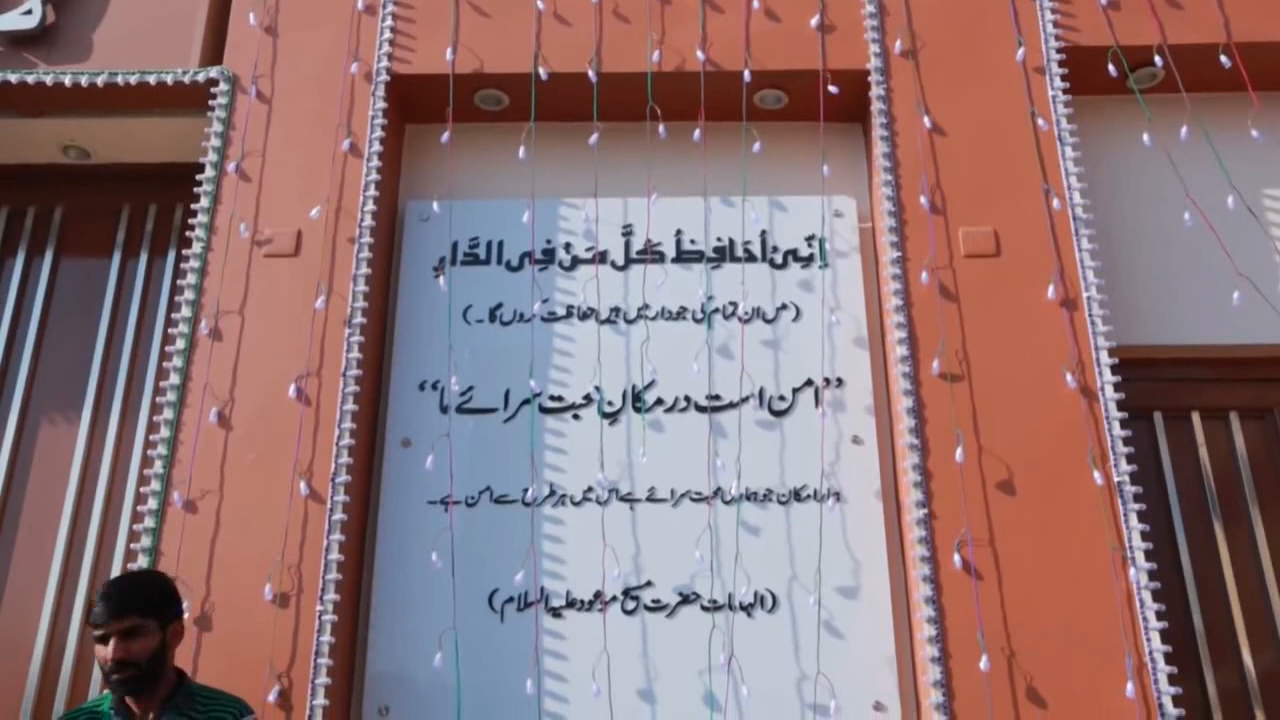 اِنِّیْ اُحَافِظُ کُلَّ مَنْ فِی الدَّارِ
(میں ان تمام کی جو دار میں ہیں حفاظت کروں گا۔)
”امن است در مکانِ محبت سرائے ما“
ہمارا مکان جو ہماری محبت سرائے ہے اس میں ہر طرح سے امن ہے۔
(الہامات حضرت مسیح موعود علیہ السلام)